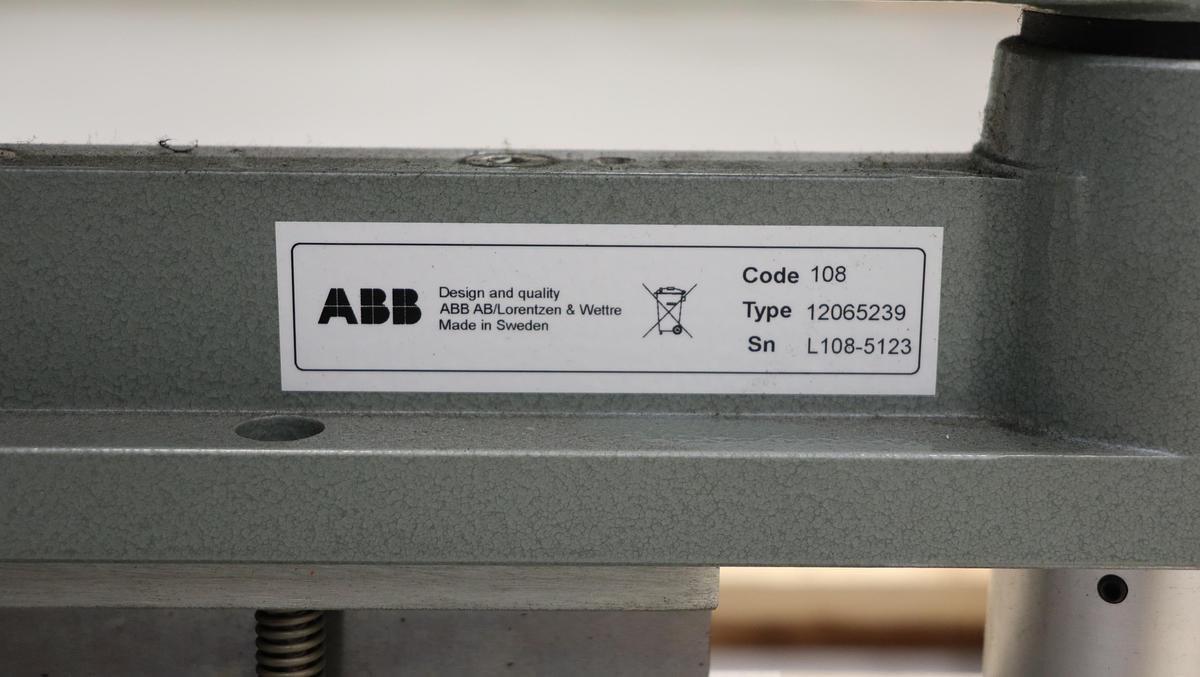 ABB
Design and quality
ABB AB/Lorentzen & Wettre
Made in Sweden
Code 108
Type 12065239
Sn L108-5123